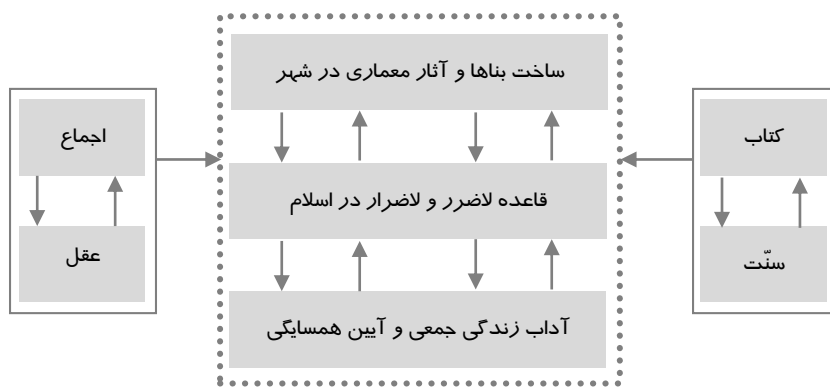 ساخت بناها و آثار معماری در شهر
کتاب
اجماع
قاعده لاضرر و لاضرار در اسلام
سنّت
عقل
آداب زندگی جمعی و آیین همسایگی